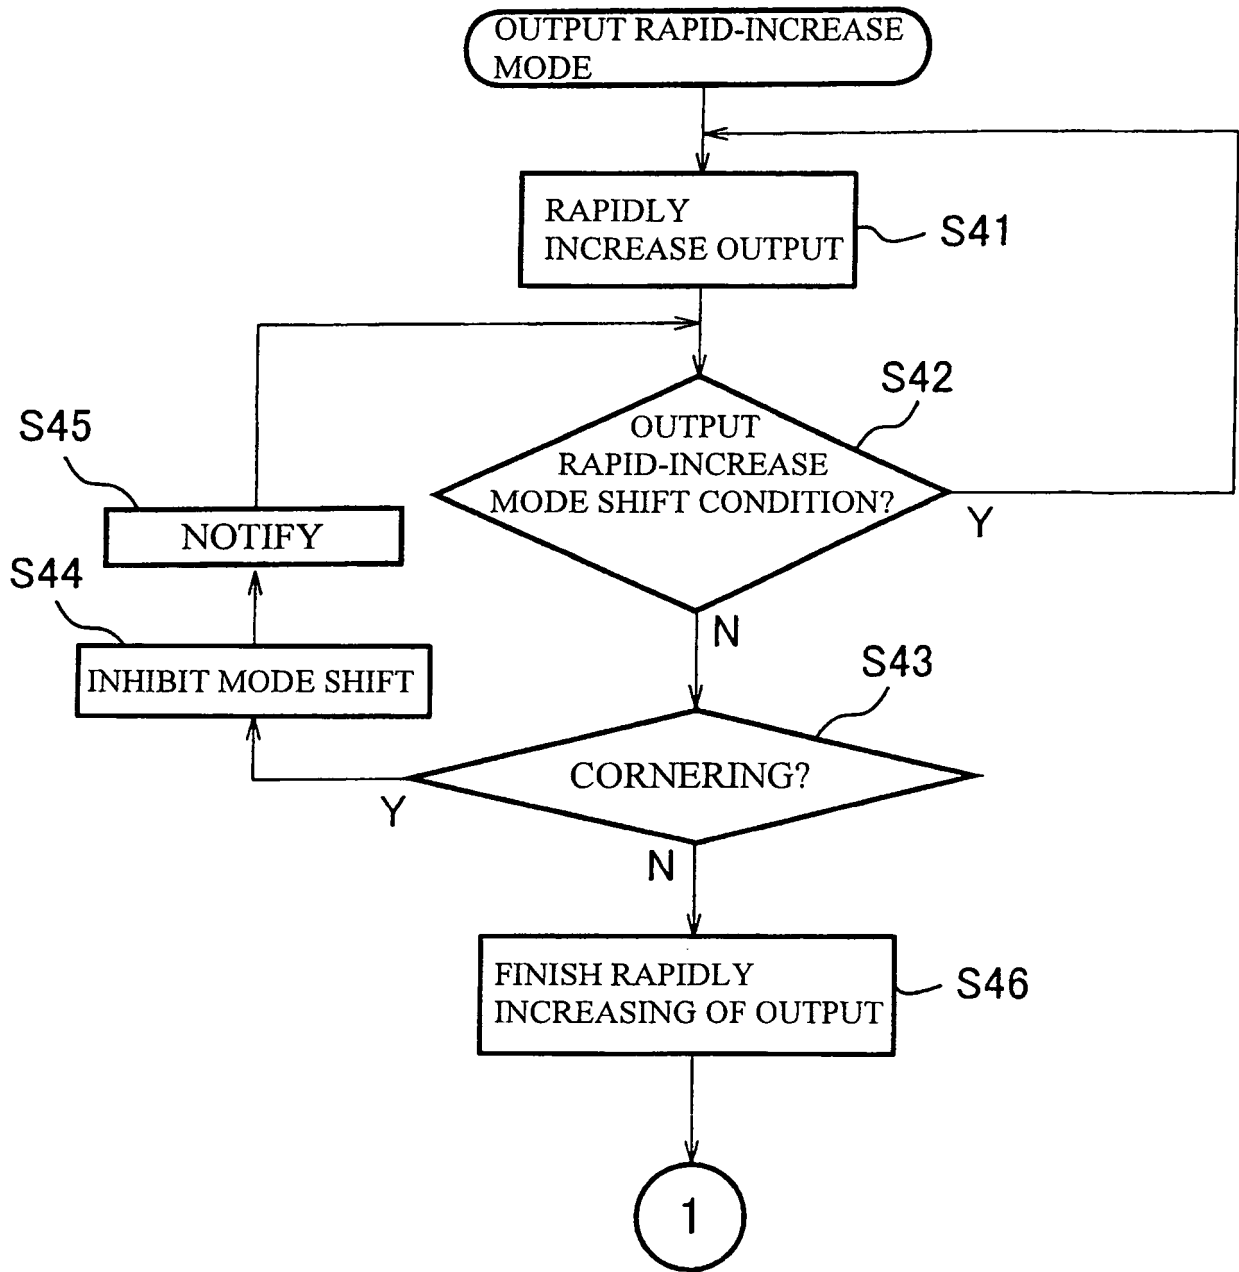 OUTPUT RAPID-INCREASE
MODE
RAPIDLY
INCREASE OUTPUT
S41
S42
OUTPUT
RAPID-INCREASE
MODE SHIFT CONDITION?
Y
S45
NOTIFY
S44
INHIBIT MODE SHIFT
N
S43
CORNERING?
Y
N
FINISH RAPIDLY
INCREASING OF OUTPUT
S46
1